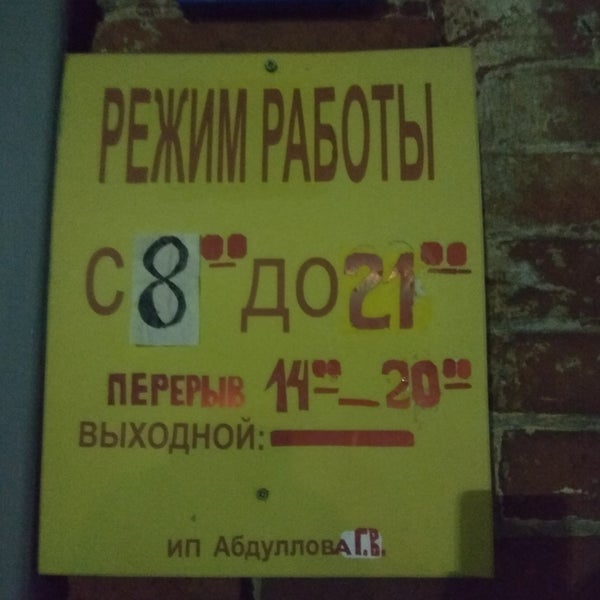 РЕЖИМ РАБОТЫ
С 8⁰⁰ ДО 21⁰⁰
ПЕРЕРЫВ 14⁰⁰ – 20⁰⁰
ВЫХОДНОЙ:
ИП Абдуллова Г.В.